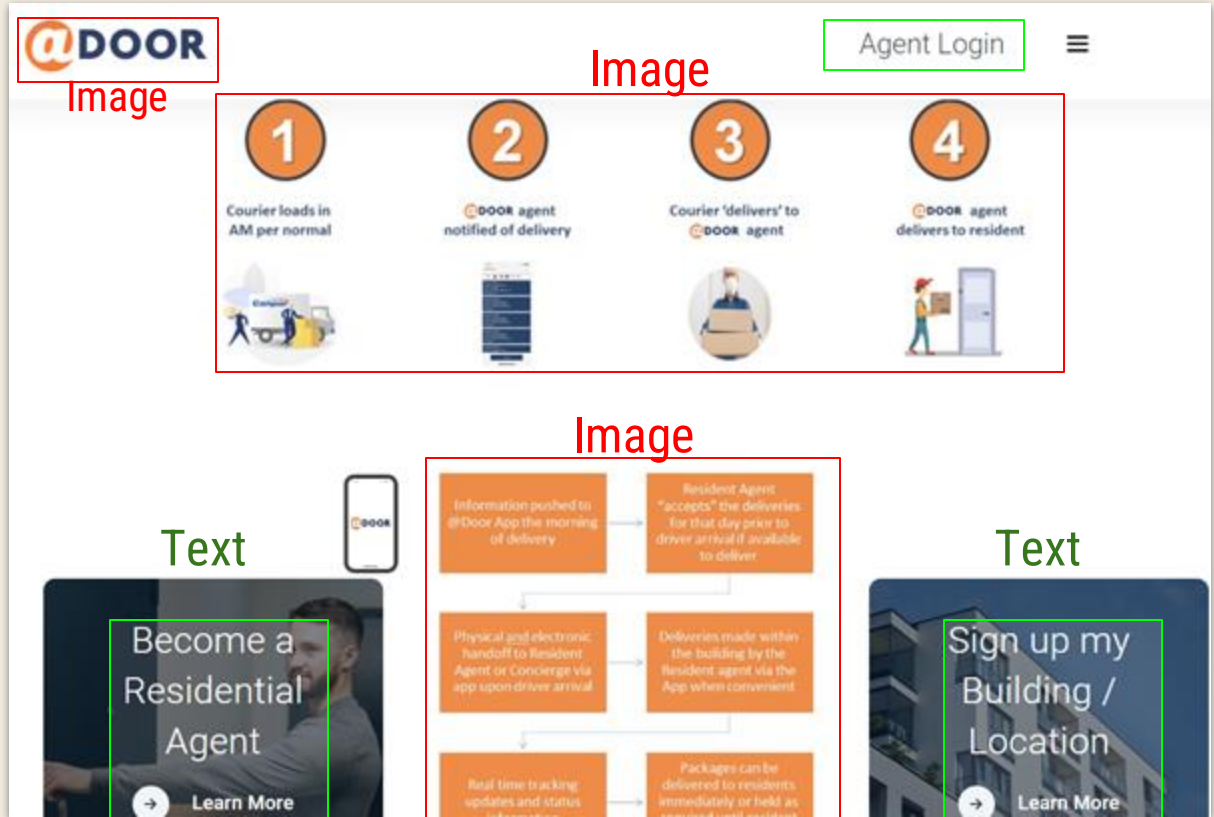 @DOOR
Agent Login
Image
Image
1
2
3
4
Courier loads in
AM per normal
@DOOR agent
notified of delivery
Courier 'delivers' to
@DOOR agent
@DOOR agent
delivers to resident
Image
@DOOR
Information pushed to
@Door App the morning
of delivery
Resident Agent
"accepts" the deliveries
for that day prior to
driver arrival if available
to deliver
Text
Become a
Residential
Agent
Learn More
Physical and electronic
handoff to Resident
Agent or Concierge via
app upon driver arrival
Deliveries made within
the building by the
Resident agent via the
App when convenient
Real time tracking
updates and status
information
Packages can be
delivered to residents
immediately or held as
required until resident
Text
Sign up my
Building /
Location
Learn More